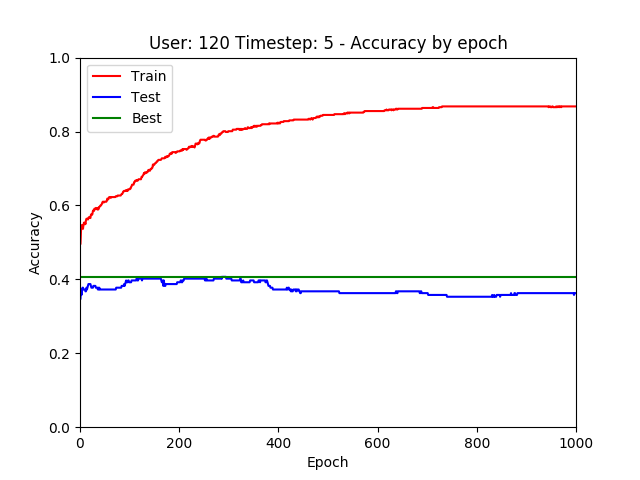 User: 120 Timestep: 5 - Accuracy by epoch
Train
Test
Best
Accuracy
1.0
0.8
0.6
0.4
0.2
0.0
0 200 400 600 800 1000
Epoch